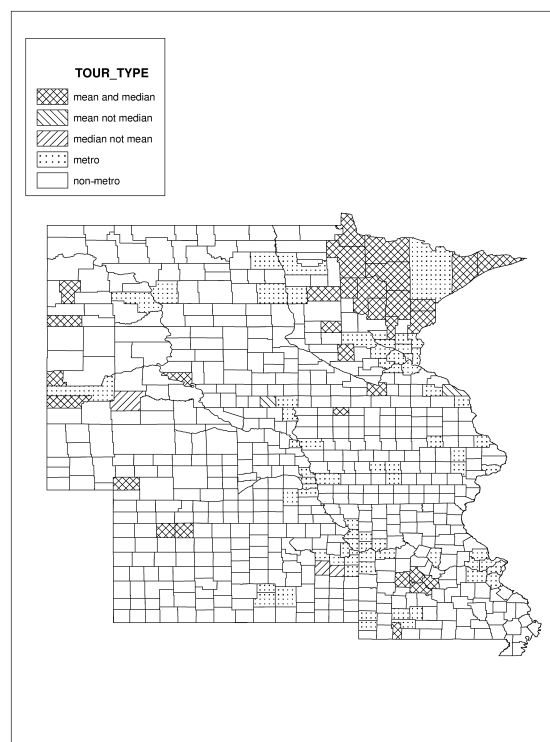 TOUR_TYPE
mean and median
mean not median
median not mean
metro
non-metro